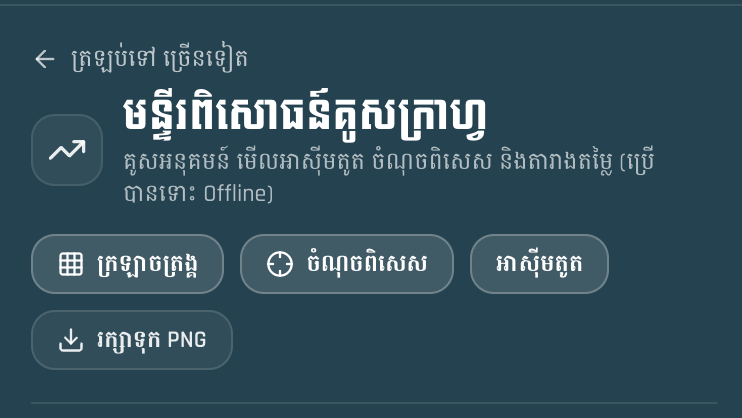 ត្រឡប់ទៅ ច្រើនទៀត
មន្ទីរពិសោធន៍គូសក្រាហ្វ
គូសអនុគមន៍ មើលអាស៊ីមតូត ចំណុចពិសេស និងតារាងតម្លៃ (ប្រើ
បានទោះ Offline)
ក្រឡាចត្រង្គ
ចំណុចពិសេស
អាស៊ីមតូត
រក្សាទុក PNG